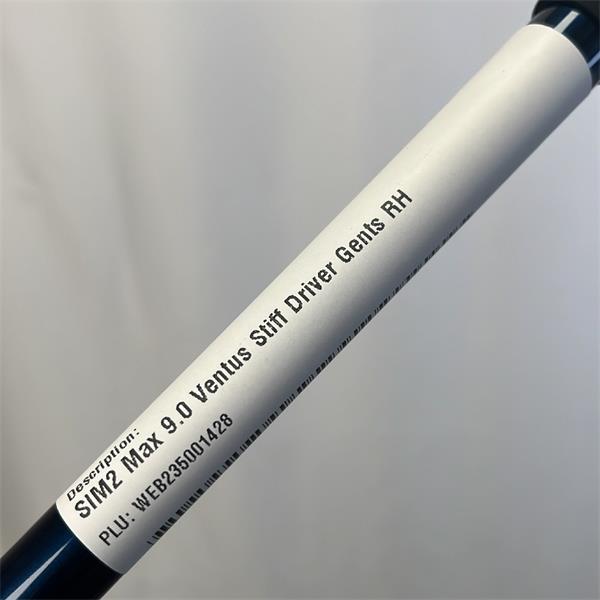 Description:
SIM2 Max 9.0 Ventus Stiff Driver Gents RH
PLU: WEB235001428